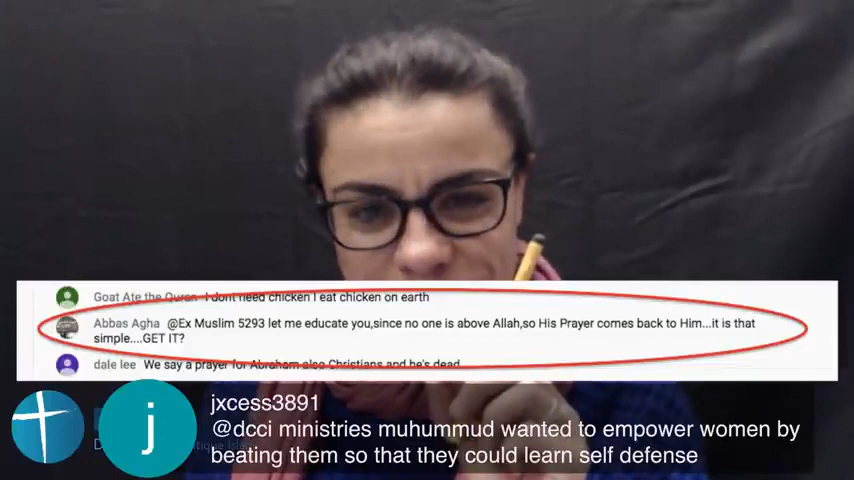 Goat Ate the Quran I dont need chicken I eat chicken on earth
Abbas Agha @Ex Muslim 5293 let me educate you,since no one is above Allah,so His Prayer comes back to Him...it is that
simple....GET IT?
dale lee We say a prayer for Abraham also Christians and he's dead
jxcess3891
@dcci ministries muhummud wanted to empower women by
beating them so that they could learn self defense
j